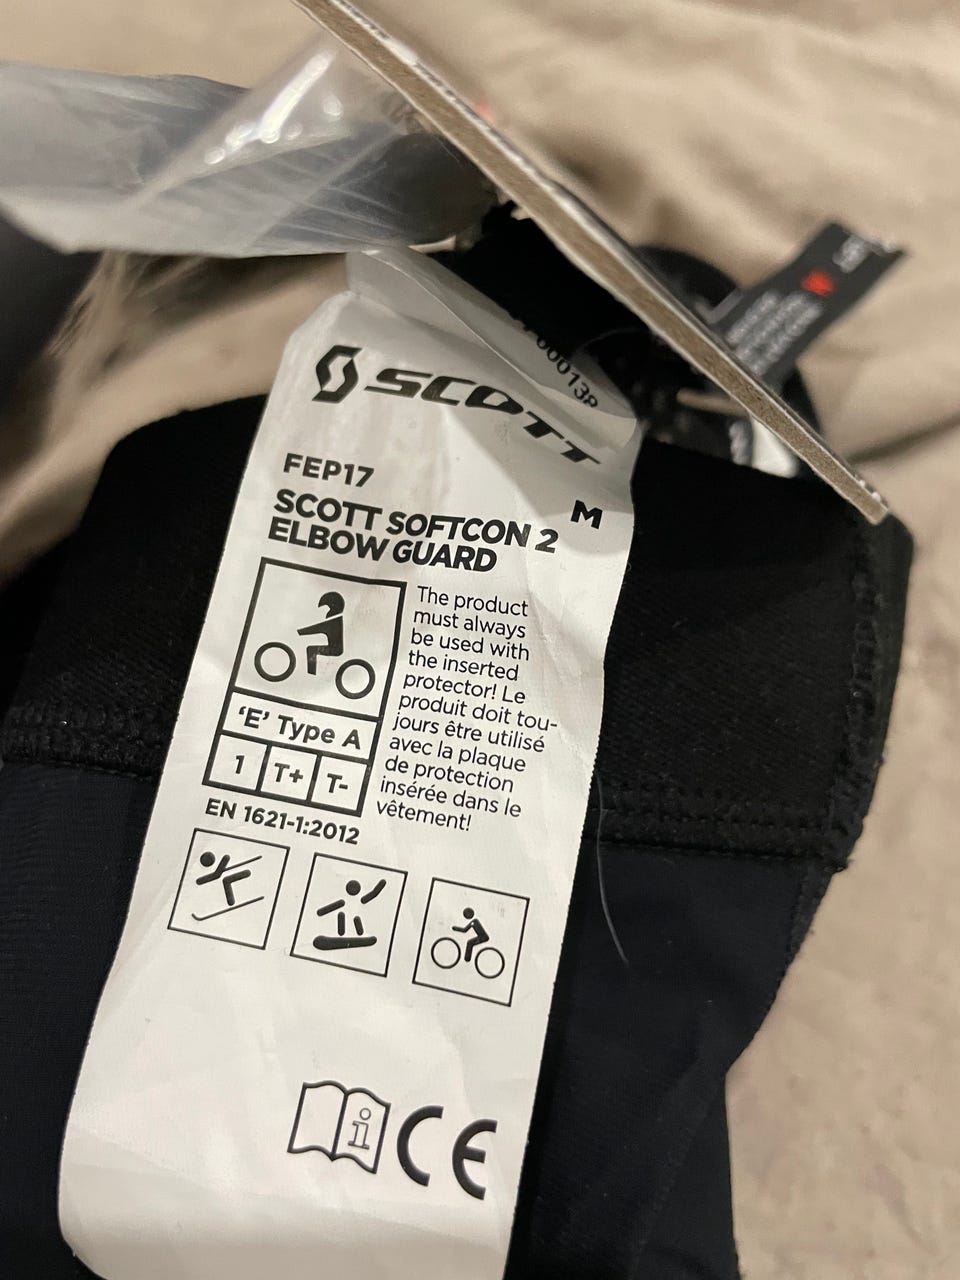 SCOTT
FEP17
M
SCOTT SOFTCON 2
ELBOW GUARD
The product
must always
be used with
the inserted
protector! Le
produit doit tou-
jours être utilisé
avec la plaque
de protection
insérée dans le
vêtement!
'E' Type A
1 T+ T-
EN 1621-1:2012
i
CE